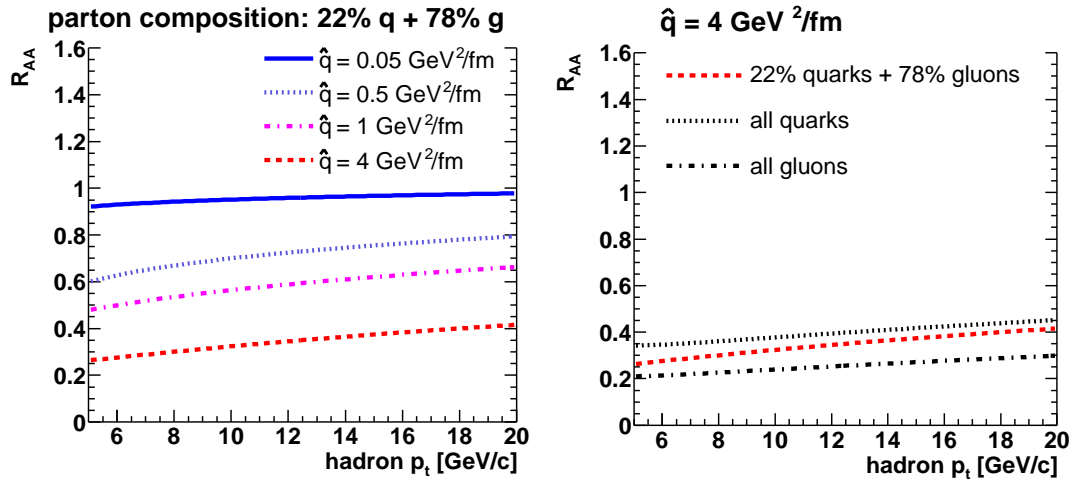 parton composition: 22% q + 78% g
R_AA
1.6
1.4
1.2
1
0.8
0.6
0.4
0.2
0
q̂ = 0.05 GeV²/fm
q̂ = 0.5 GeV²/fm
q̂ = 1 GeV²/fm
q̂ = 4 GeV²/fm
6 8 10 12 14 16 18 20
hadron p_t [GeV/c]
q̂ = 4 GeV ²/fm
R_AA
1.6
1.4
1.2
1
0.8
0.6
0.4
0.2
0
22% quarks + 78% gluons
all quarks
all gluons
6 8 10 12 14 16 18 20
hadron p_t [GeV/c]